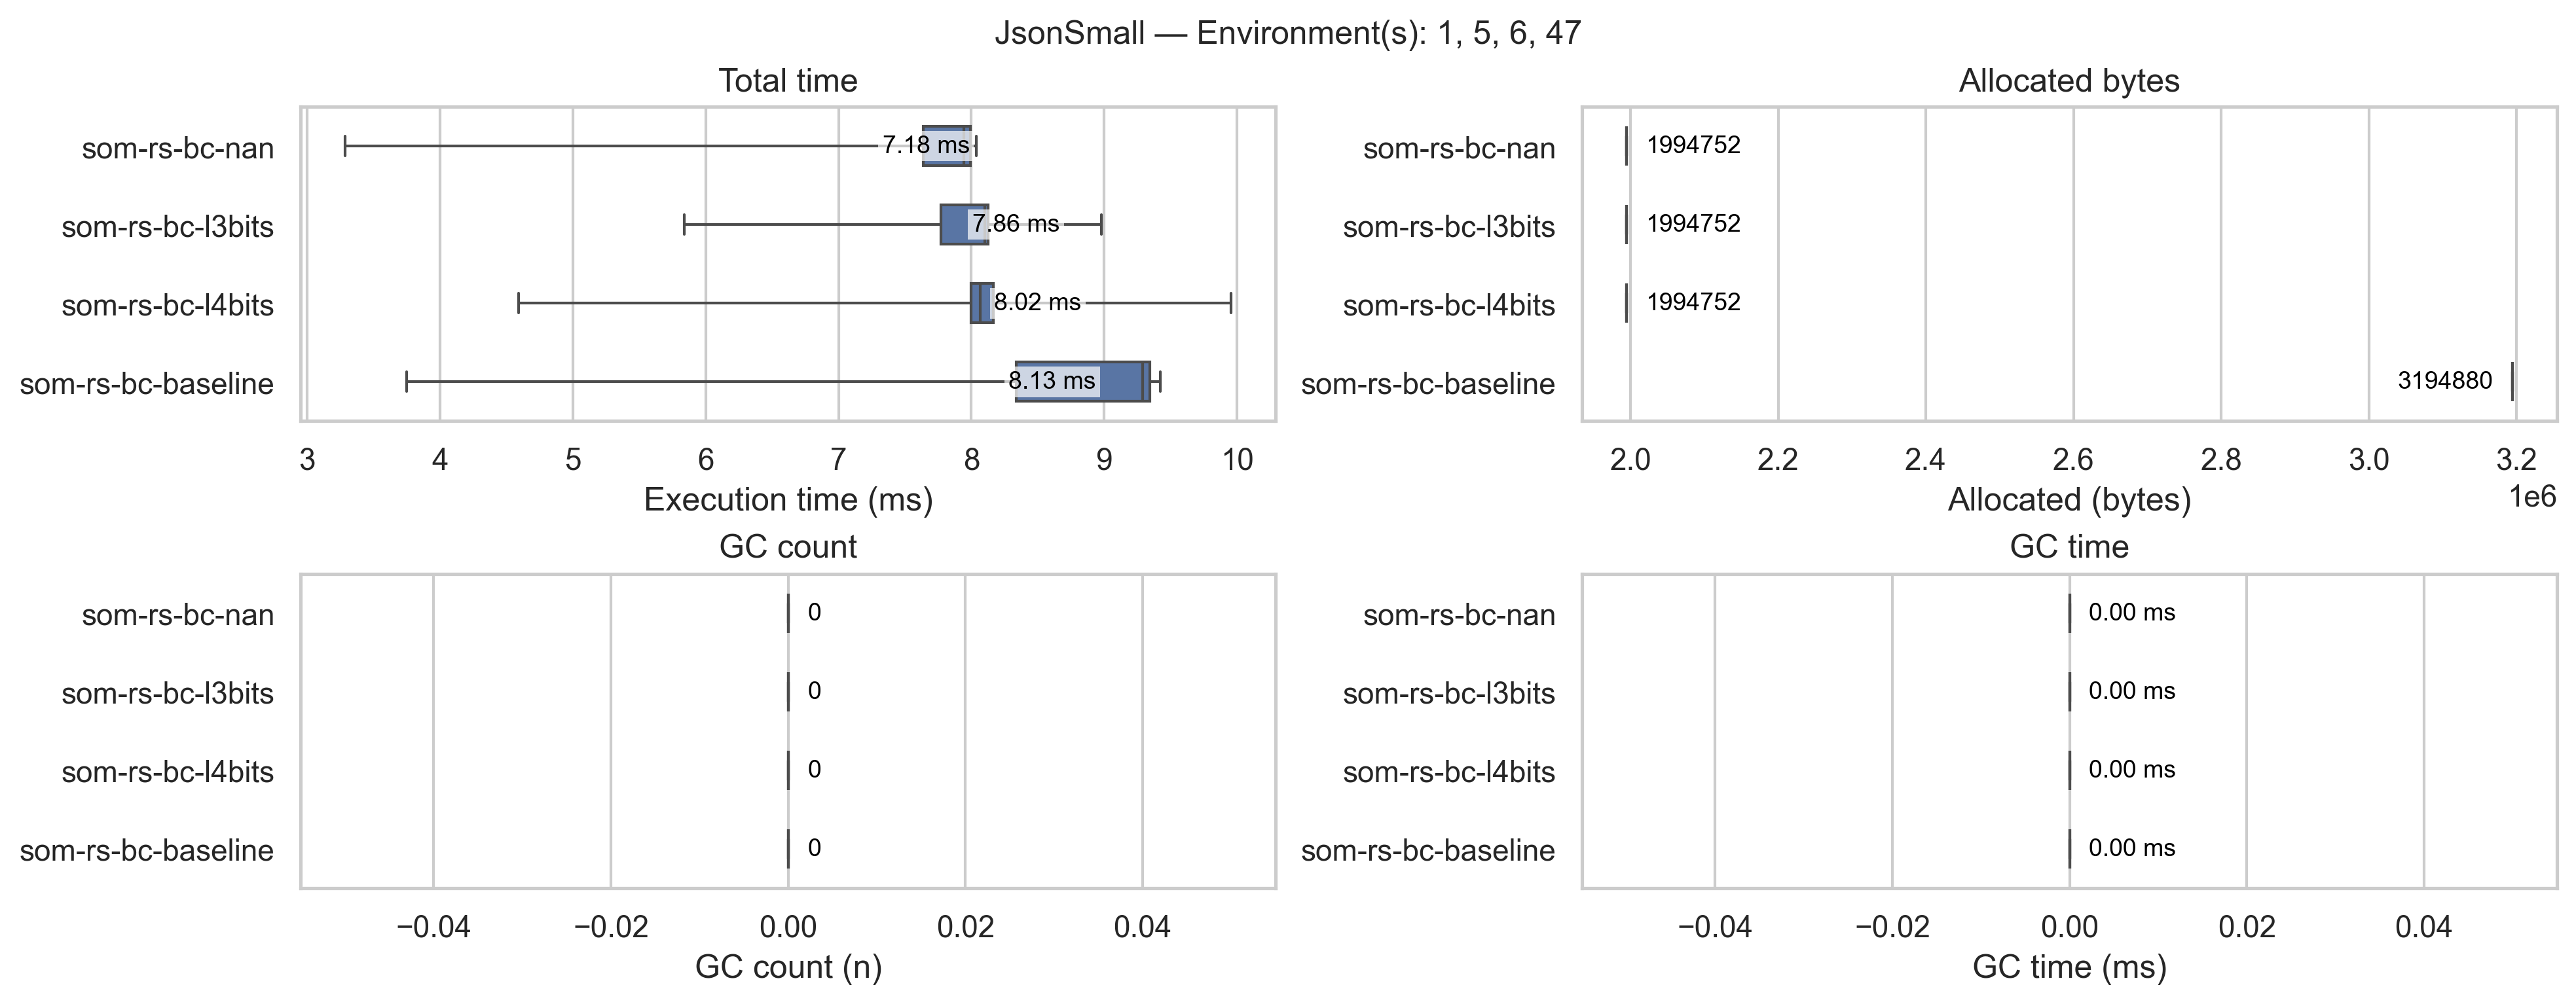 JsonSmall — Environment(s): 1, 5, 6, 47
Total time
som-rs-bc-nan
7.18 ms
som-rs-bc-l3bits
7.86 ms
som-rs-bc-l4bits
8.02 ms
som-rs-bc-baseline
8.13 ms
3 4 5 6 7 8 9 10
Execution time (ms)
Allocated bytes
som-rs-bc-nan
1994752
som-rs-bc-l3bits
1994752
som-rs-bc-l4bits
1994752
som-rs-bc-baseline
3194880
2.0 2.2 2.4 2.6 2.8 3.0 3.2
1e6
Allocated (bytes)
GC count
som-rs-bc-nan
0
som-rs-bc-l3bits
0
som-rs-bc-l4bits
0
som-rs-bc-baseline
0
−0.04 −0.02 0.00 0.02 0.04
GC count (n)
GC time
som-rs-bc-nan
0.00 ms
som-rs-bc-l3bits
0.00 ms
som-rs-bc-l4bits
0.00 ms
som-rs-bc-baseline
0.00 ms
−0.04 −0.02 0.00 0.02 0.04
GC time (ms)